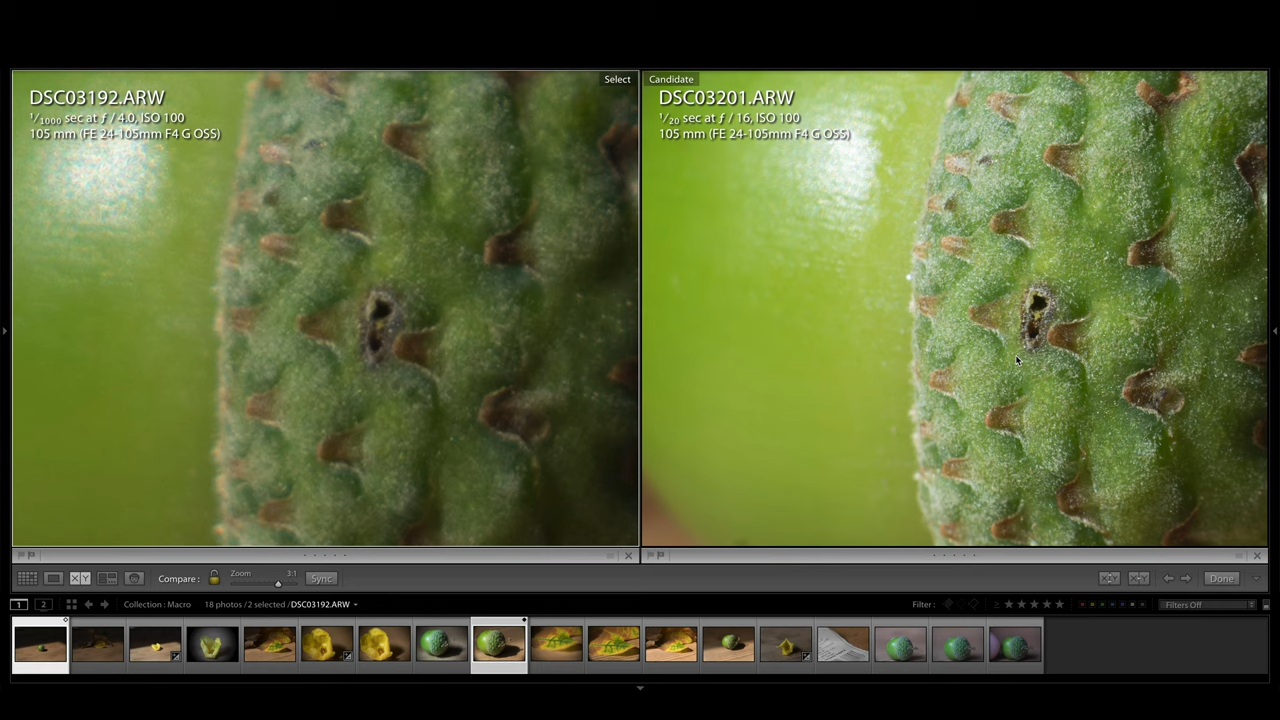 Select
DSC03192.ARW
1/1000 sec at ƒ / 4.0, ISO 100
105 mm (FE 24-105mm F4 G OSS)
Candidate
DSC03201.ARW
1/20 sec at ƒ / 16, ISO 100
105 mm (FE 24-105mm F4 G OSS)
X Y
Compare :
Zoom
3:1
Sync
Done
1
2
Collection : Macro
18 photos / 2 selected / DSC03192.ARW
Filter :
Filters Off